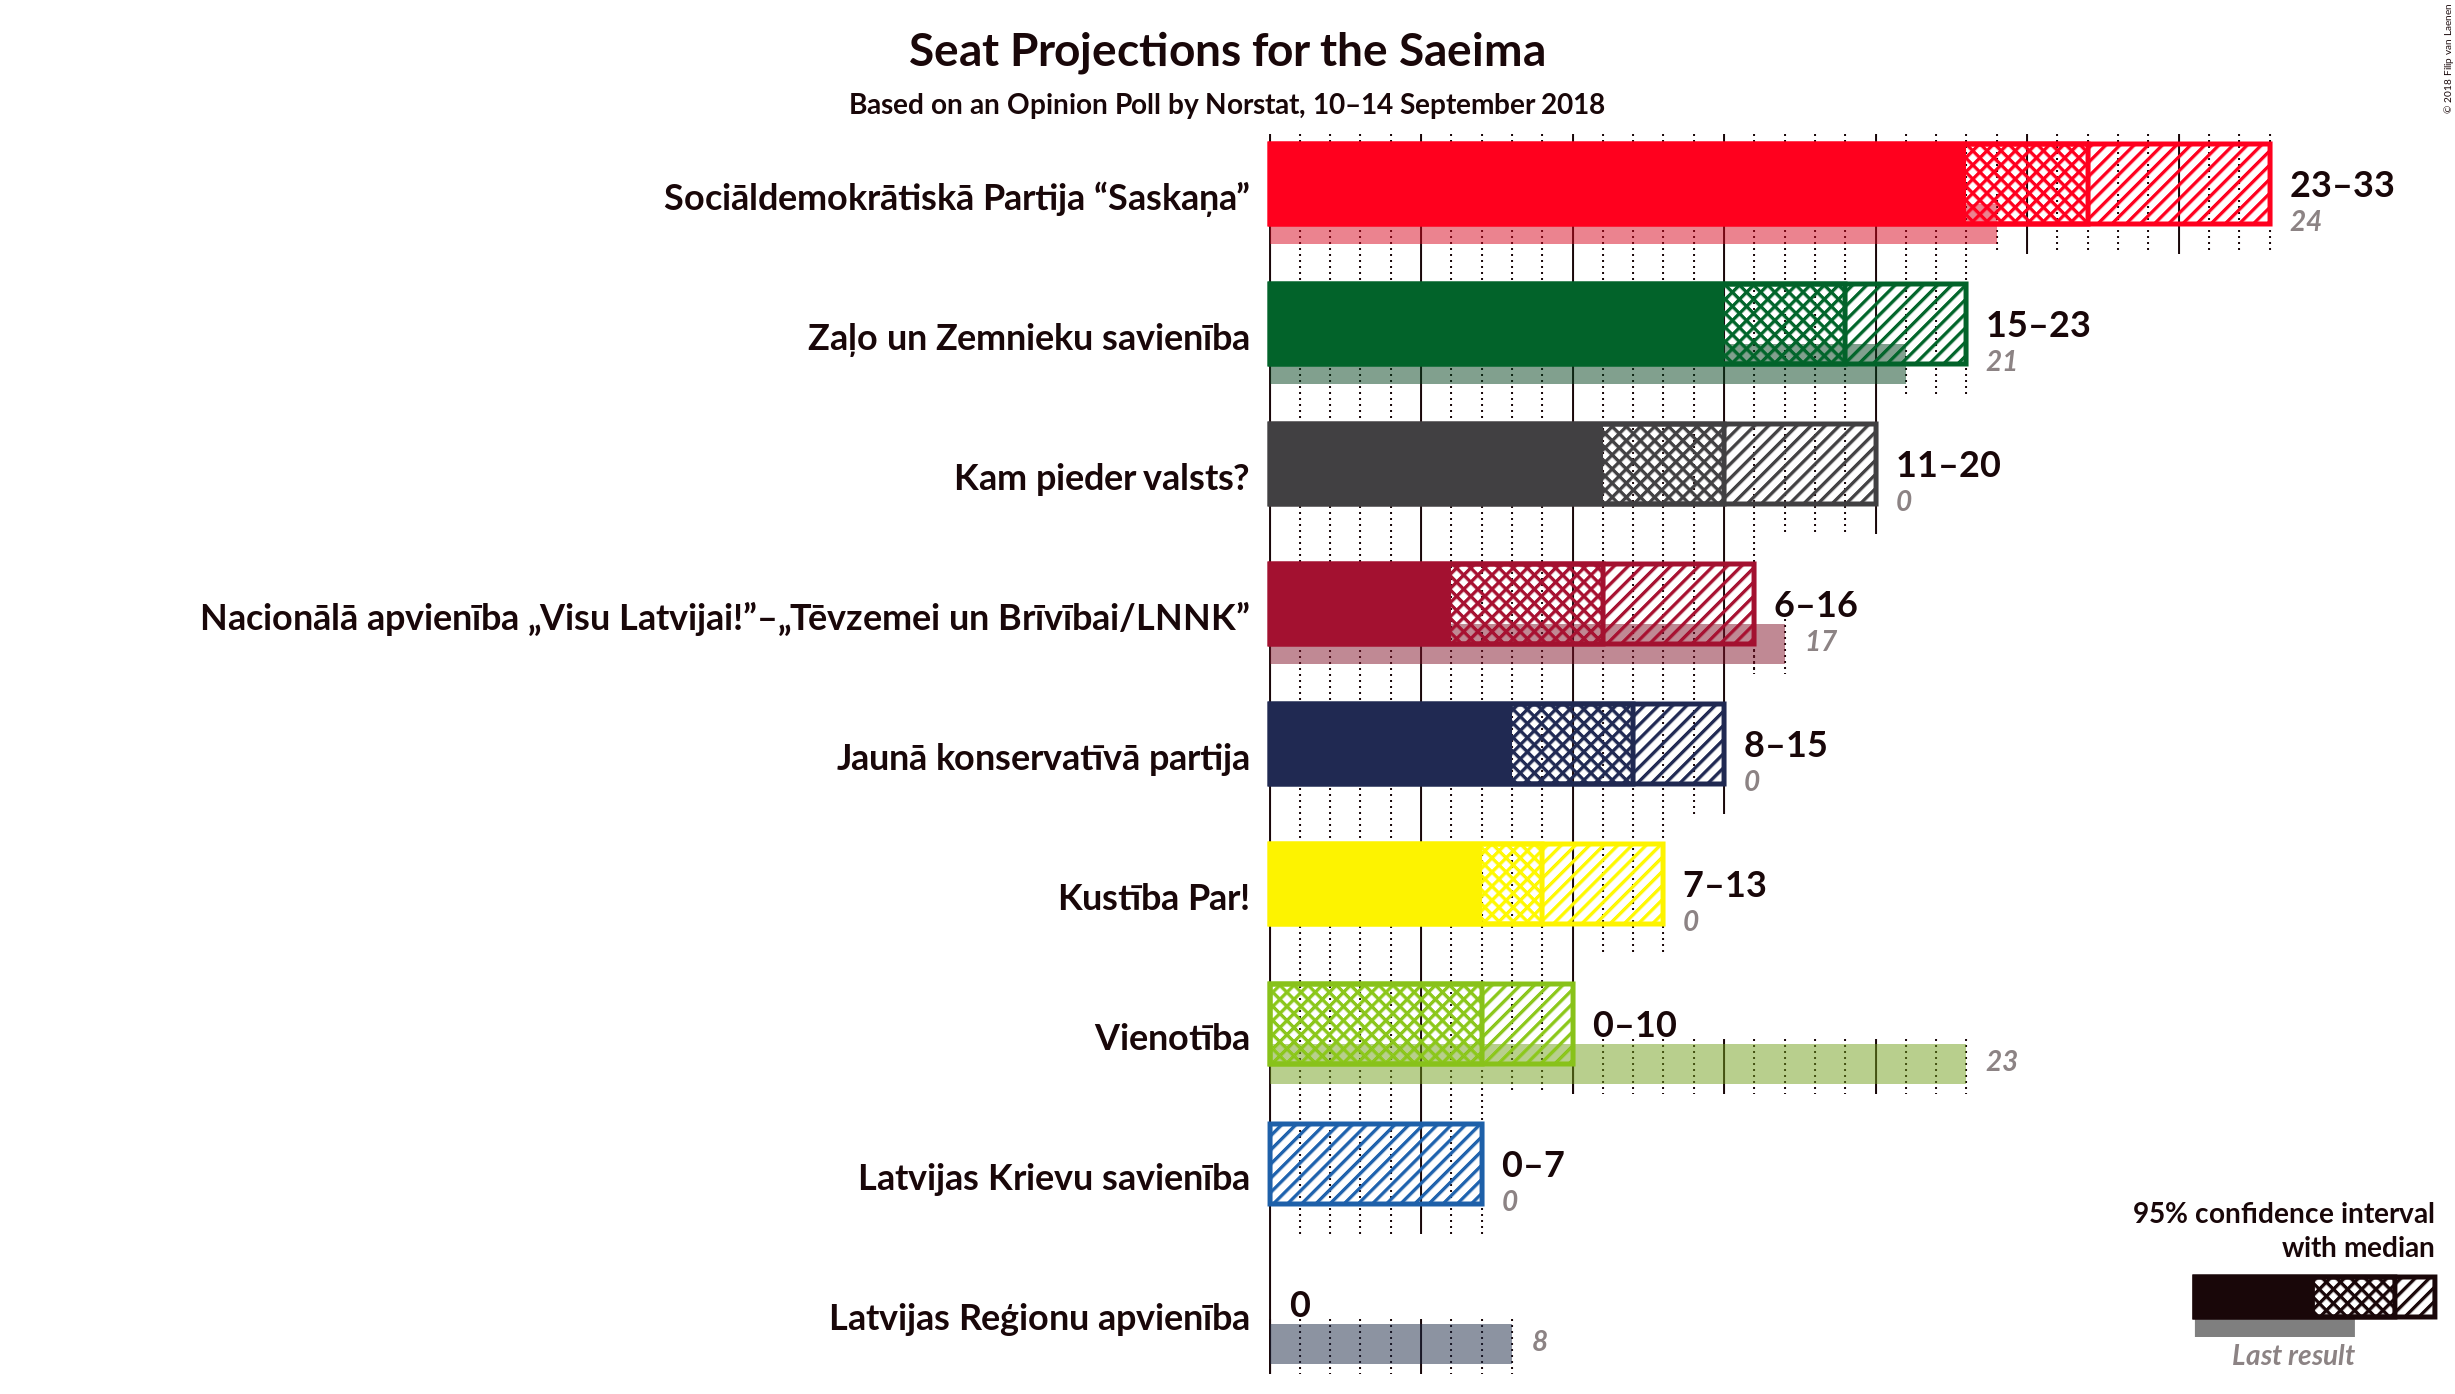 Seat Projections for the Saeima
Based on an Opinion Poll by Norstat, 10–14 September 2018
© 2018 Filip van Laenen
Sociāldemokrātiskā Partija “Saskaņa”
23–33
24
Zaļo un Zemnieku savienība
15–23
21
Kam pieder valsts?
11–20
0
Nacionālā apvienība „Visu Latvijai!”–„Tēvzemei un Brīvībai/LNNK”
6–16
17
Jaunā konservatīvā partija
8–15
0
Kustība Par!
7–13
0
Vienotība
0–10
23
Latvijas Krievu savienība
0–7
0
Latvijas Reģionu apvienība
0
8
95% confidence interval
with median
Last result